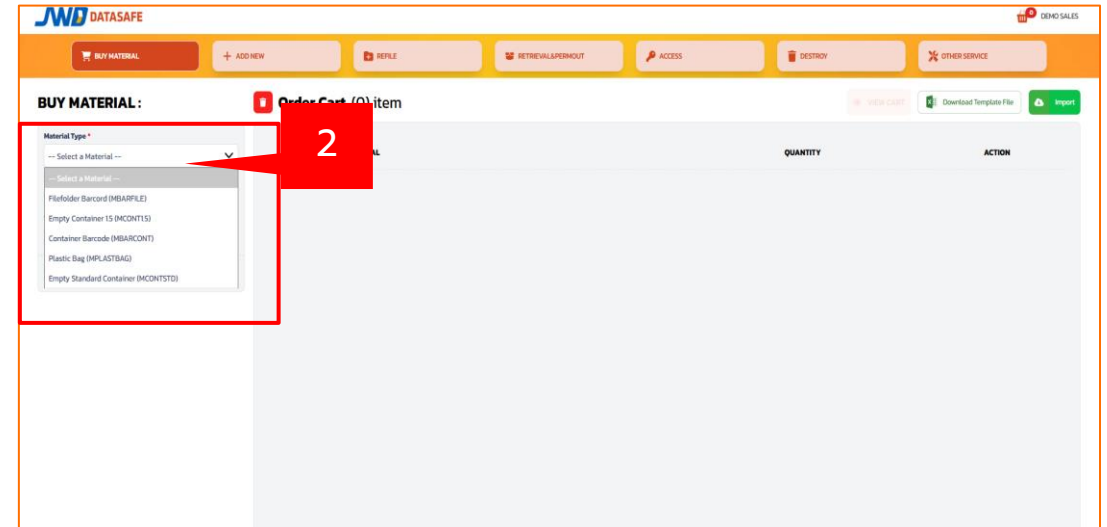 JWD DATASAFE
0 DEMO SALES
BUY MATERIAL
+ ADD NEW
REFILE
RETRIEVAL&PERMOUT
ACCESS
DESTROY
OTHER SERVICE
BUY MATERIAL :
Order Cart (0) item
VIEW CART
Download Template File
Import
Material Type *
-- Select a Material --
2
QUANTITY
ACTION
-- Select a Material --
Filefolder Barcord (MBARFILE)
Empty Container 15 (MCONT15)
Container Barcode (MBARCONT)
Plastic Bag (MPLASTBAG)
Empty Standard Container (MCONTSTD)